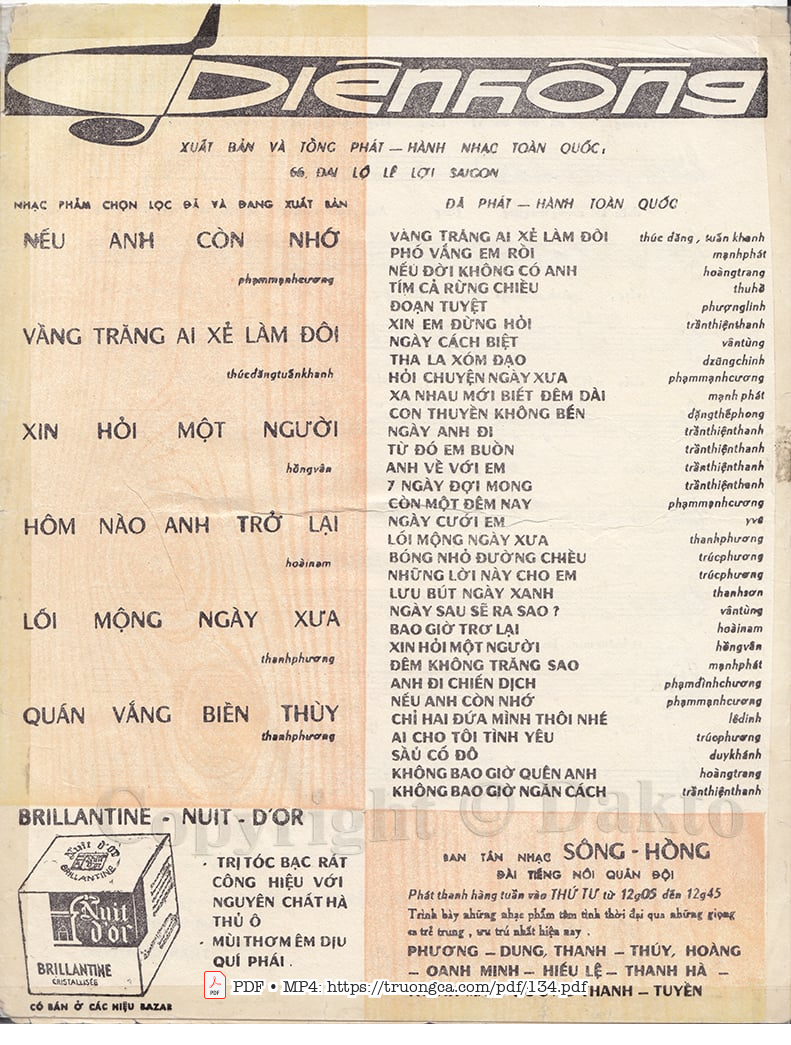 DIÊNHỒNG
XUẤT BẢN VÀ TỔNG PHÁT – HÀNH NHẠC TOÀN QUỐC:
66, ĐẠI LỘ LÊ LỢI SAIGON
NHẠC PHẨM CHỌN LỌC ĐÃ VÀ ĐANG XUẤT BẢN
NẾU ANH CÒN NHỚ
phạmmạnhcương
VẦNG TRĂNG AI XẺ LÀM ĐÔI
thúcđăngtuấnkhanh
XIN HỎI MỘT NGƯỜI
hồngvân
HÔM NÀO ANH TRỞ LẠI
hoàinam
LỐI MỘNG NGÀY XƯA
thanhphương
QUÁN VẮNG BIÊN THÙY
thanhphương
ĐÃ PHÁT – HÀNH TOÀN QUỐC
VẦNG TRĂNG AI XẺ LÀM ĐÔI thúc đăng, tuấn khanh
PHỐ VẮNG EM RỒI mạnhphát
NẾU ĐỜI KHÔNG CÓ ANH hoàngtrang
TÍM CẢ RỪNG CHIỀU thuhồ
ĐOẠN TUYỆT phượnglinh
XIN EM ĐỪNG HỎI trầnthiệnthanh
NGÀY CÁCH BIỆT vântùng
THA LA XÓM ĐẠO dzũngchinh
HỎI CHUYỆN NGÀY XƯA phạmmạnhcương
XA NHAU MỚI BIẾT ĐÊM DÀI mạnh phát
CON THUYỀN KHÔNG BẾN đặngthếphong
NGÀY ANH ĐI trầnthiệnthanh
TỪ ĐÓ EM BUỒN trầnthiệnthanh
ANH VỀ VỚI EM trầnthiệnthanh
7 NGÀY ĐỢI MONG trầnthiệnthanh
CÒN MỘT ĐÊM NAY phạmmạnhcương
NGÀY CƯỚI EM yvũ
LỐI MỘNG NGÀY XƯA thanhphương
BÓNG NHỎ ĐƯỜNG CHIỀU trúcphương
NHỮNG LỜI NÀY CHO EM trúcphương
LƯU BÚT NGÀY XANH thanhsơn
NGÀY SAU SẼ RA SAO ? vântùng
BAO GIỜ TRƠ LẠI hoàinam
XIN HỎI MỘT NGƯỜI hồngvân
ĐÊM KHÔNG TRĂNG SAO mạnhphát
ANH ĐI CHIẾN DỊCH phạmđìnhchương
NẾU ANH CÒN NHỚ phạmmạnhcương
CHỈ HAI ĐỨA MÌNH THÔI NHÉ lêdinh
AI CHO TÔI TÌNH YÊU trúcphương
SẦU CỐ ĐÔ duykhánh
KHÔNG BAO GIỜ QUÊN ANH hoàngtrang
KHÔNG BAO GIỜ NGĂN CÁCH trầnthiệnthanh
Copyright © Dakto
BRILLANTINE - NUIT - D'OR
Nuit d'OR
BRILLANTINE
Nuit
d'or
BRILLANTINE
CRISTALLISÉE
CÓ BÁN Ở CÁC HIỆU BAZAR
• TRỊ TÓC BẠC RẤT
CÔNG HIỆU VỚI
NGUYÊN CHẤT HÀ
THỦ Ô
• MÙI THƠM ÊM DỊU
QUÍ PHÁI.
BAN TÂN NHẠC SÔNG - HỒNG
ĐÀI TIẾNG NÓI QUÂN ĐỘI
Phát thanh hàng tuần vào THỨ TƯ từ 12g05 đến 12g45
Trình bày những nhạc phẩm tâm tình thời đại qua những giọng
ca trẻ trung, ưu tú nhất hiện nay.
PHƯƠNG – DUNG, THANH – THÚY, HOÀNG
– OANH MINH – HIẾU LỆ – THANH HÀ –
THANH – TUYỀN
PDF • MP4: https://truongca.com/pdf/134.pdf